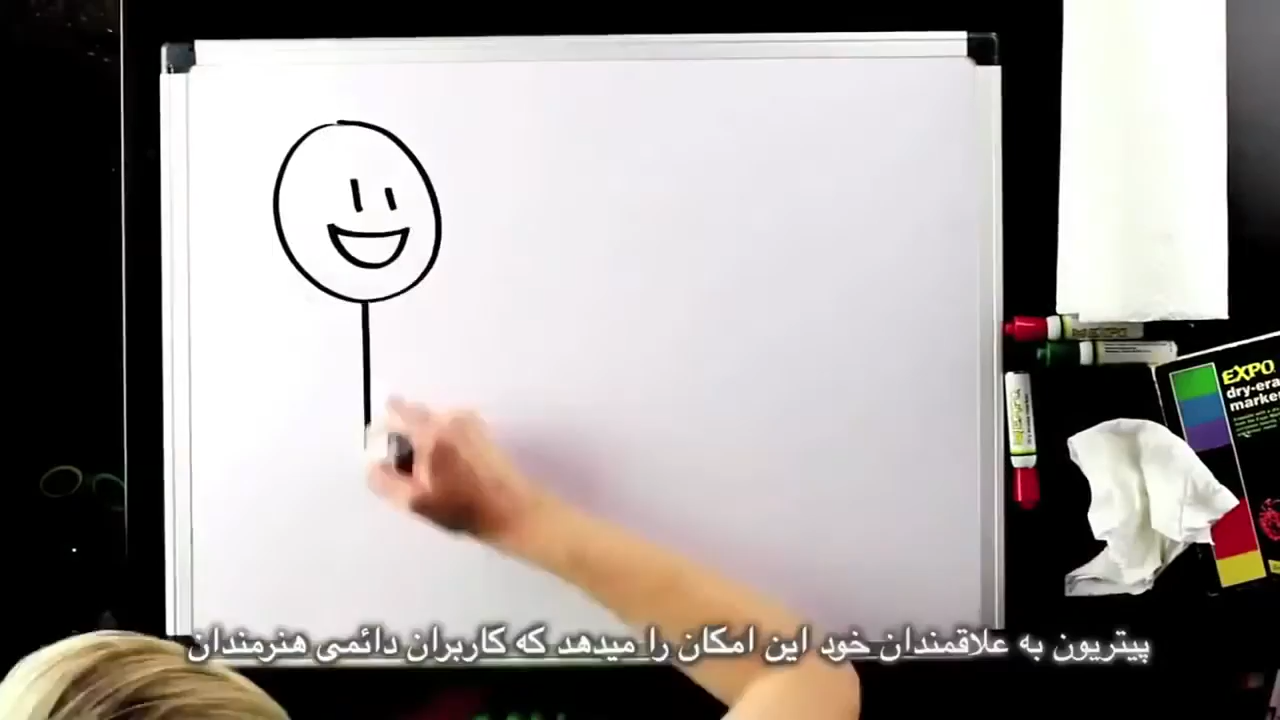 EXPO
dry-era
marke
پیتریون به علاقمندان خود این امکان را میدهد که کاربران دائمی هنرمندان